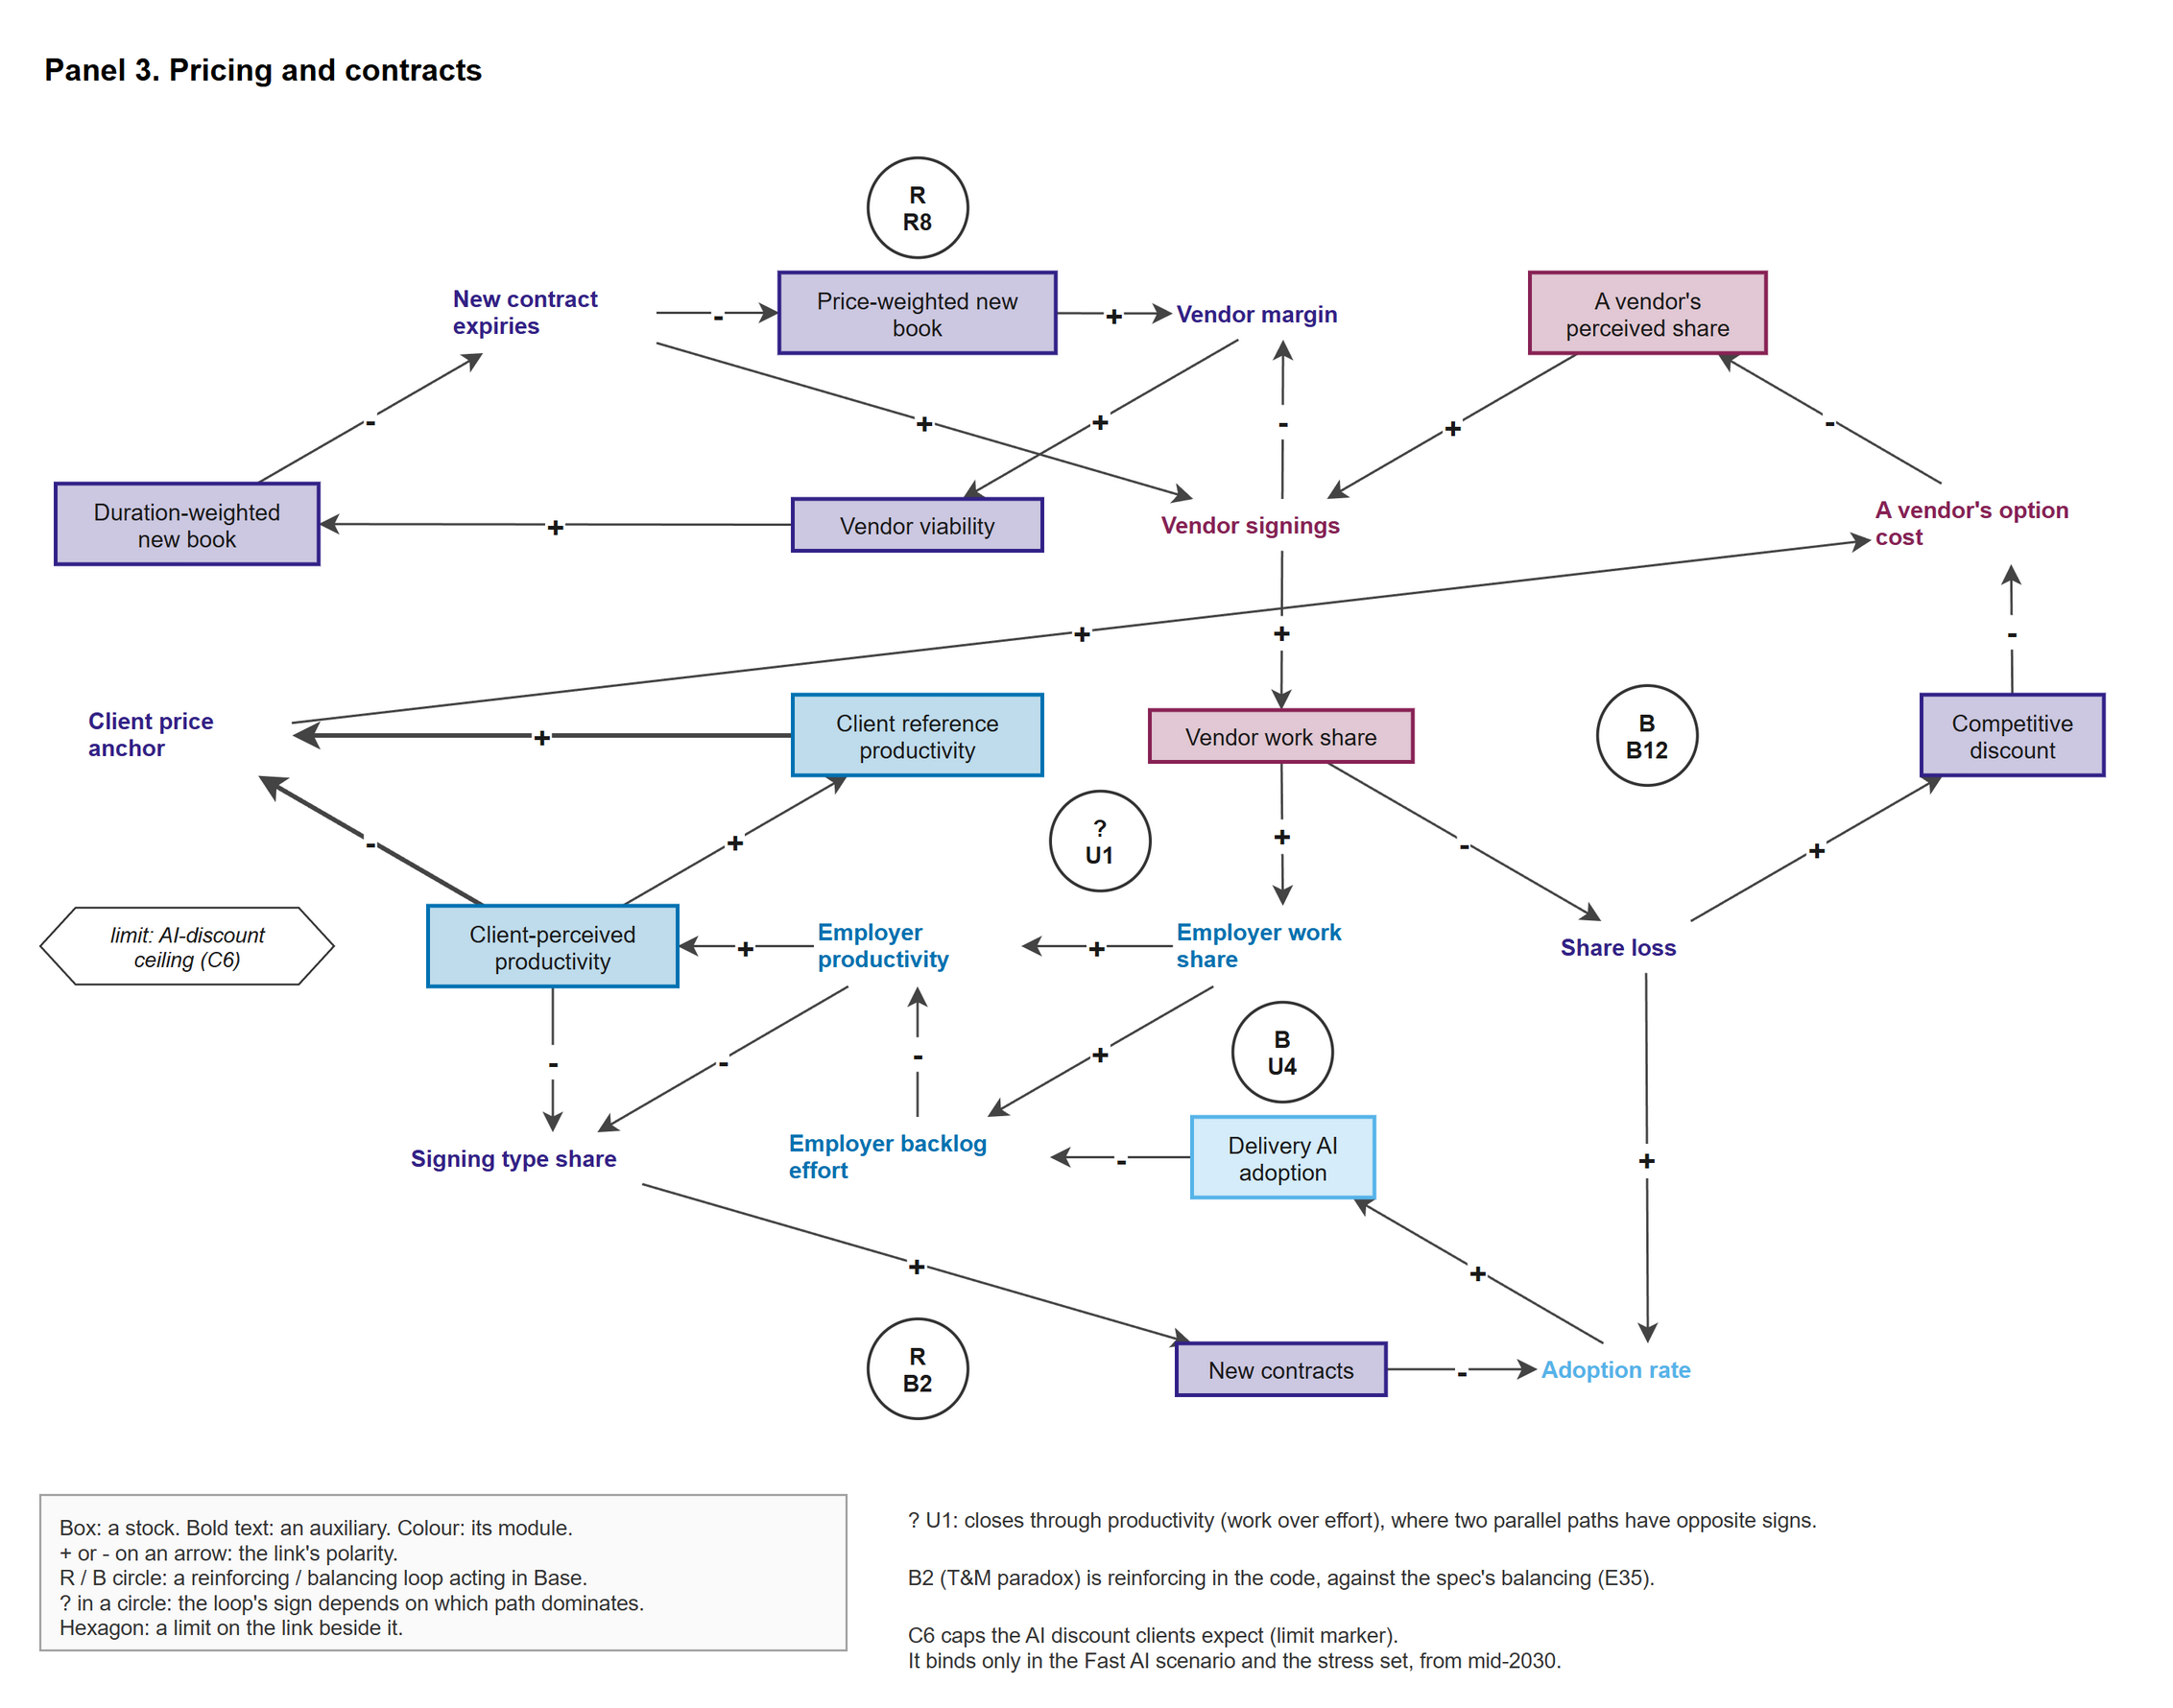 Panel 3. Pricing and contracts
R
R8
New contract
expiries
-
Price-weighted new
book
+
Vendor margin
A vendor's
perceived share
-
+
+
-
+
-
Duration-weighted
new book
+
Vendor viability
Vendor signings
A vendor's option
cost
+
+
-
Client price
anchor
+
Client reference
productivity
Vendor work share
B
B12
Competitive
discount
-
+
?
U1
+
-
+
limit: AI-discount
ceiling (C6)
Client-perceived
productivity
+
Employer
productivity
+
Employer work
share
Share loss
-
-
-
+
B
U4
Signing type share
Employer backlog
effort
-
Delivery AI
adoption
+
+
+
R
B2
New contracts
-
Adoption rate
Box: a stock. Bold text: an auxiliary. Colour: its module.
+ or - on an arrow: the link's polarity.
R / B circle: a reinforcing / balancing loop acting in Base.
? in a circle: the loop's sign depends on which path dominates.
Hexagon: a limit on the link beside it.
? U1: closes through productivity (work over effort), where two parallel paths have opposite signs.
B2 (T&M paradox) is reinforcing in the code, against the spec's balancing (E35).
C6 caps the AI discount clients expect (limit marker).
It binds only in the Fast AI scenario and the stress set, from mid-2030.